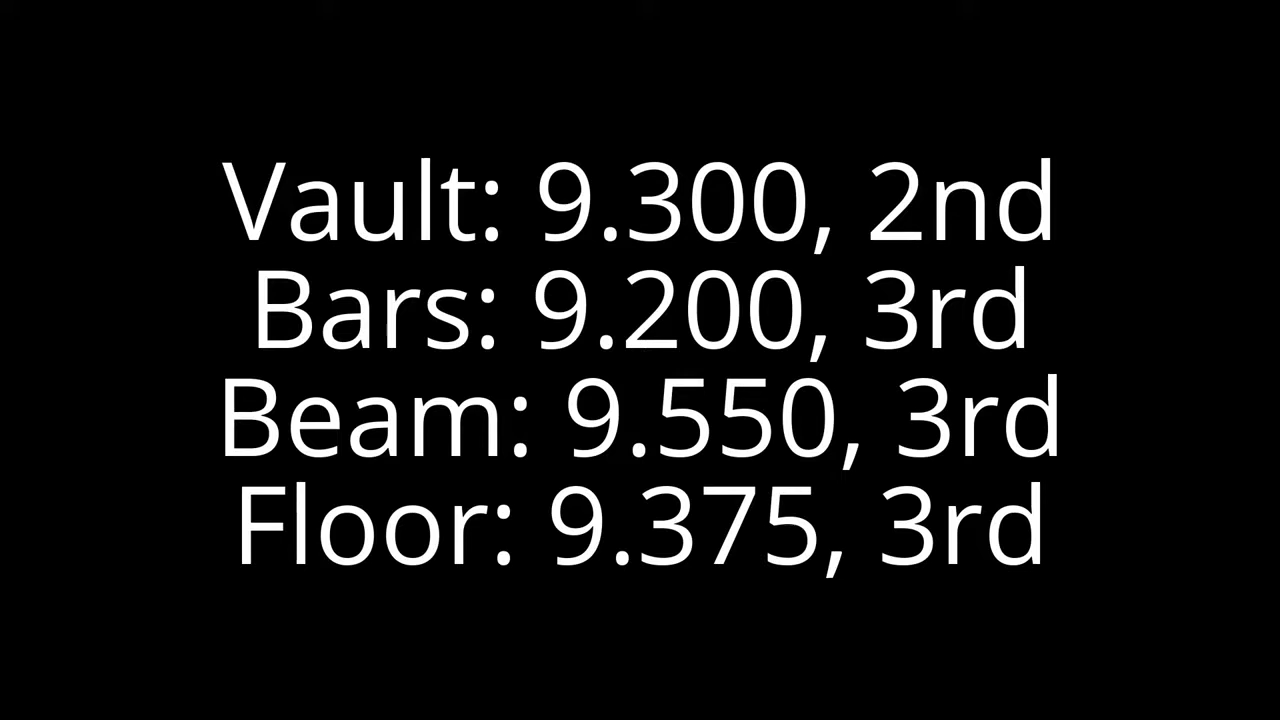 Vault: 9.300, 2nd
Bars: 9.200, 3rd
Beam: 9.550, 3rd
Floor: 9.375, 3rd